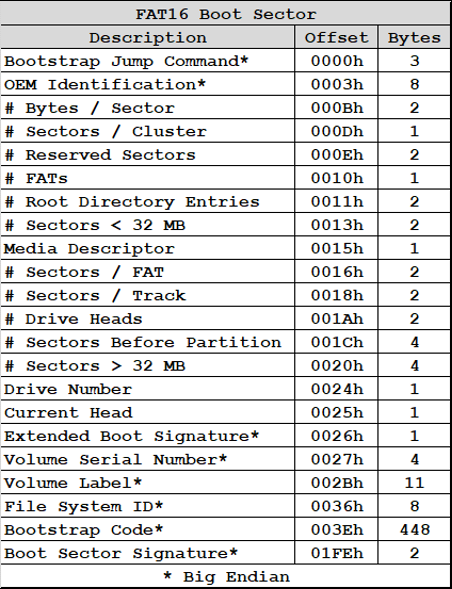 FAT16 Boot Sector
Description Offset Bytes
Bootstrap Jump Command* 0000h 3
OEM Identification* 0003h 8
# Bytes / Sector 000Bh 2
# Sectors / Cluster 000Dh 1
# Reserved Sectors 000Eh 2
# FATs 0010h 1
# Root Directory Entries 0011h 2
# Sectors < 32 MB 0013h 2
Media Descriptor 0015h 1
# Sectors / FAT 0016h 2
# Sectors / Track 0018h 2
# Drive Heads 001Ah 2
# Sectors Before Partition 001Ch 4
# Sectors > 32 MB 0020h 4
Drive Number 0024h 1
Current Head 0025h 1
Extended Boot Signature* 0026h 1
Volume Serial Number* 0027h 4
Volume Label* 002Bh 11
File System ID* 0036h 8
Bootstrap Code* 003Eh 448
Boot Sector Signature* 01FEh 2
* Big Endian